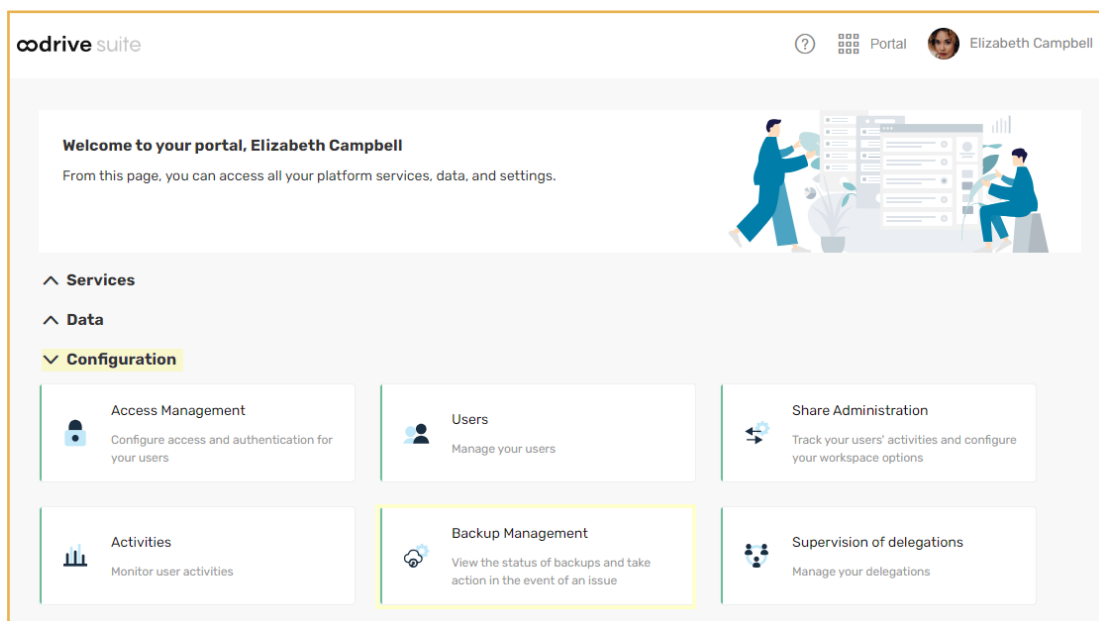 oodrive suite
Portal
Elizabeth Campbell
Welcome to your portal, Elizabeth Campbell
From this page, you can access all your platform services, data, and settings.
Services
Data
Configuration
Access Management
Configure access and authentication for
your users
Users
Manage your users
Share Administration
Track your users' activities and configure
your workspace options
Activities
Monitor user activities
Backup Management
View the status of backups and take
action in the event of an issue
Supervision of delegations
Manage your delegations